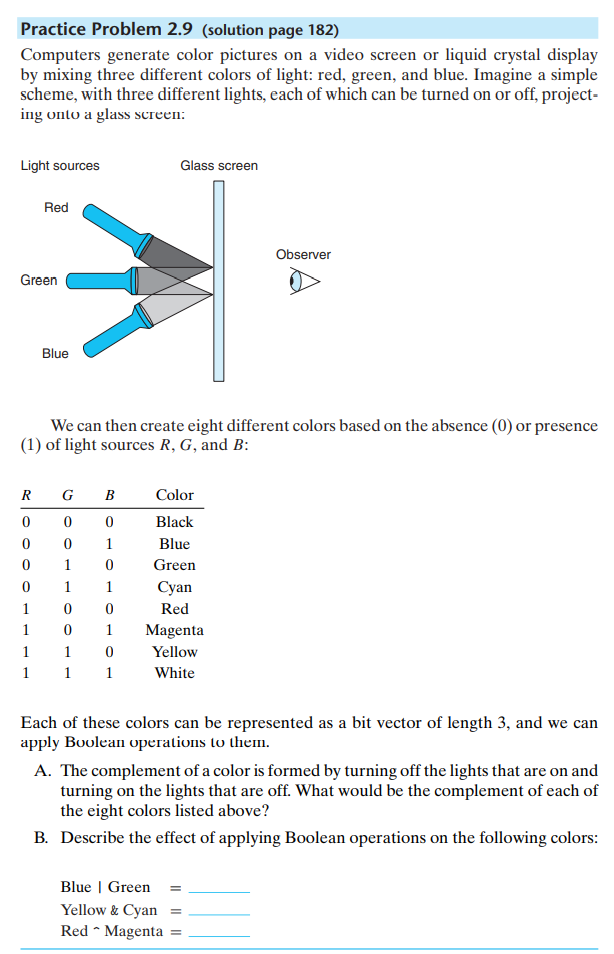 Practice Problem 2.9 (solution page 182)
Computers generate color pictures on a video screen or liquid crystal display
by mixing three different colors of light: red, green, and blue. Imagine a simple
scheme, with three different lights, each of which can be turned on or off, project-
ing onto a glass screen:
Light sources Glass screen
Red
Observer
Green
Blue
We can then create eight different colors based on the absence (0) or presence
(1) of light sources R, G, and B:
R G B Color
0 0 0 Black
0 0 1 Blue
0 1 0 Green
0 1 1 Cyan
1 0 0 Red
1 0 1 Magenta
1 1 0 Yellow
1 1 1 White
Each of these colors can be represented as a bit vector of length 3, and we can
apply Boolean operations to them.
A. The complement of a color is formed by turning off the lights that are on and
turning on the lights that are off. What would be the complement of each of
the eight colors listed above?
B. Describe the effect of applying Boolean operations on the following colors:
Blue | Green =
Yellow & Cyan =
Red ^ Magenta =